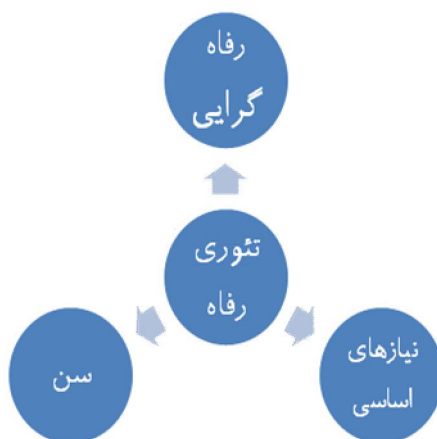 رفاه
گرایی
تئوری
رفاه
نیازهای
اساسی
سن